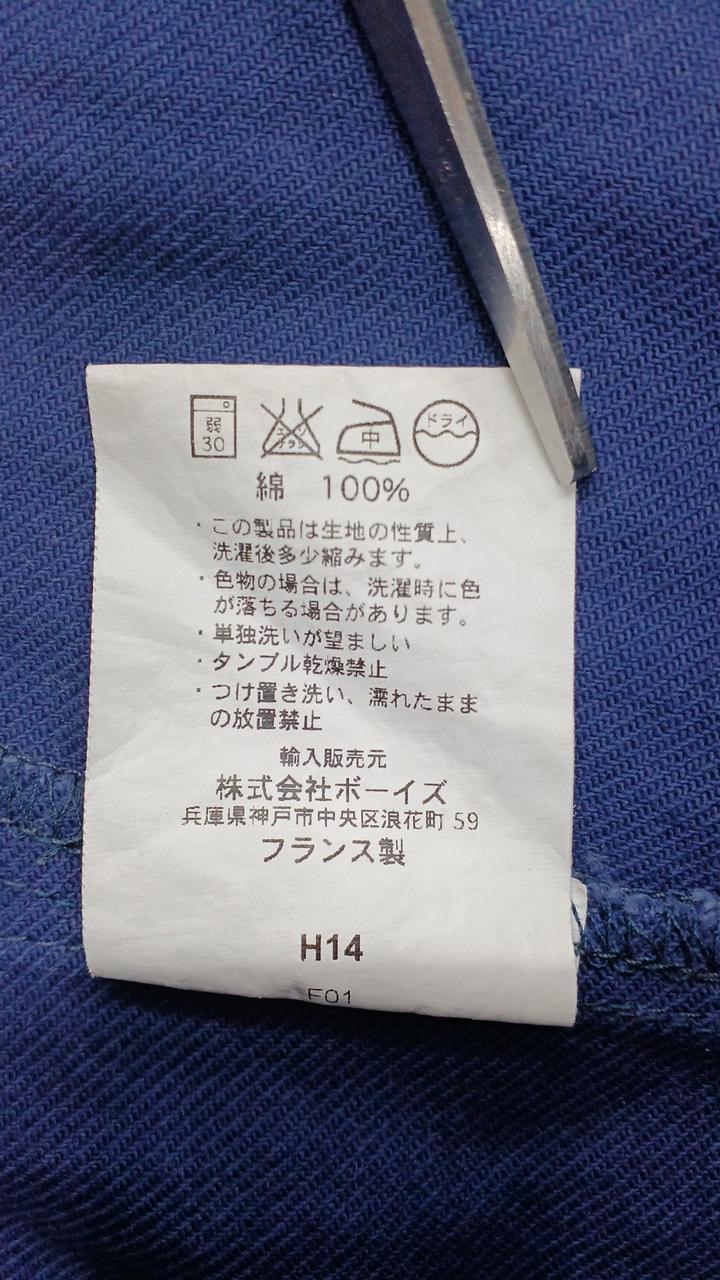 弱 30
エンソ
サラシ
中
ドライ
綿 100%
・この製品は生地の性質上、
洗濯後多少縮みます。
・色物の場合は、洗濯時に色
が落ちる場合があります。
・単独洗いが望ましい
・タンブル乾燥禁止
・つけ置き洗い、濡れたまま
の放置禁止
輸入販売元
株式会社ボーイズ
兵庫県神戸市中央区浪花町 59
フランス製
H14
F01